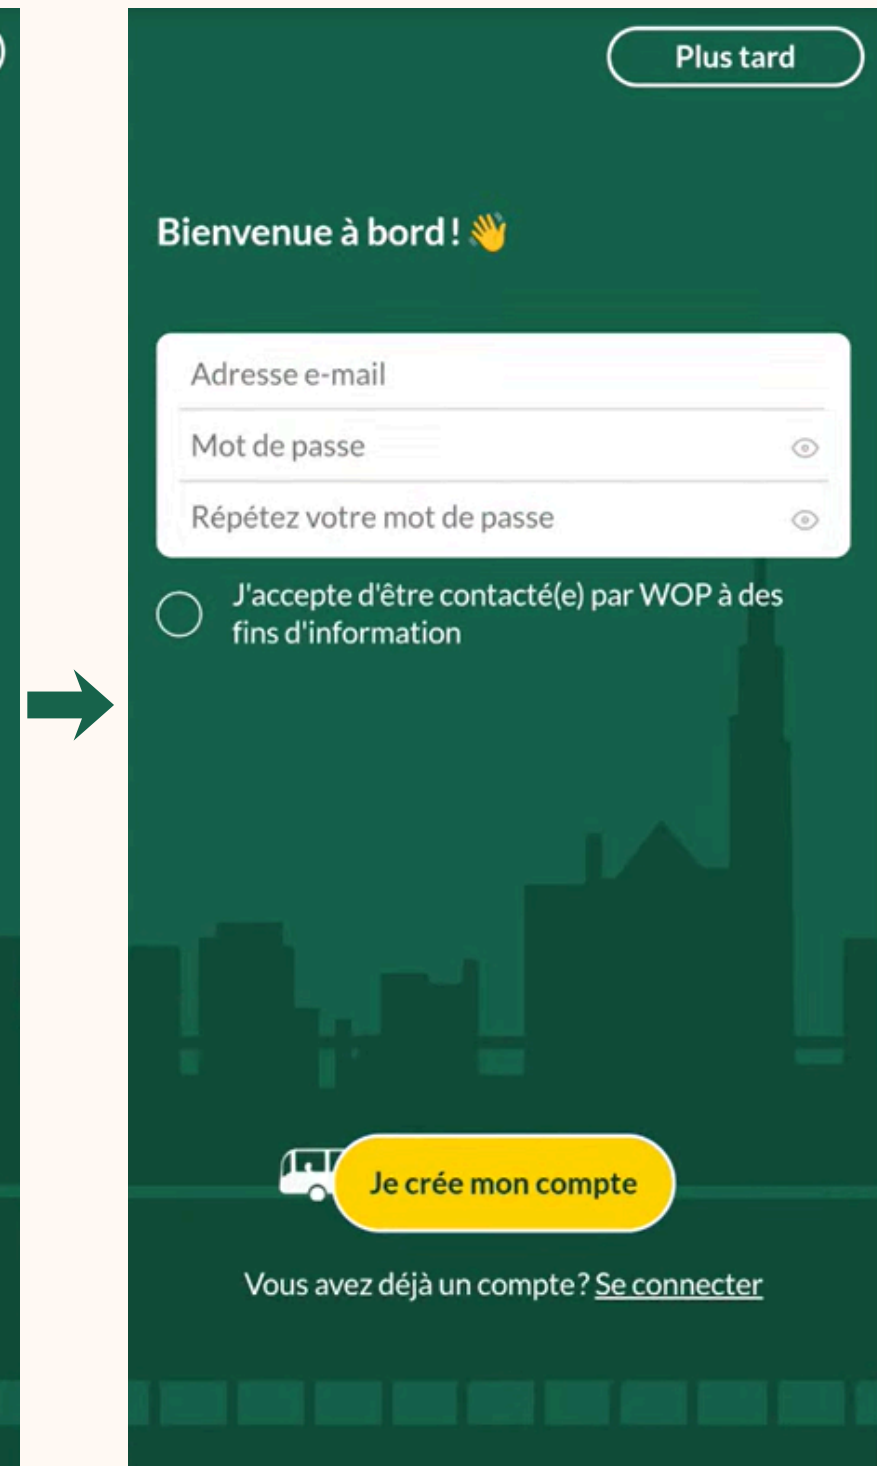 Plus tard
Bienvenue à bord ! 👋
Adresse e-mail
Mot de passe
Répétez votre mot de passe
J'accepte d'être contacté(e) par WOP à des
fins d'information
Je crée mon compte
Vous avez déjà un compte ? Se connecter